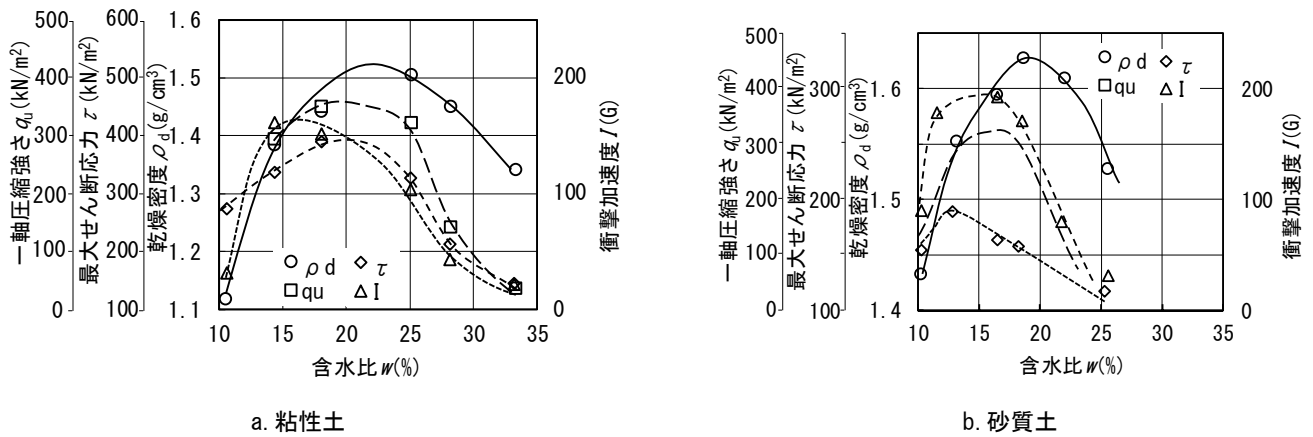 一軸圧縮強さ qu(kN/m²)
500
400
300
200
100
0
最大せん断応力 τ(kN/m²)
600
500
400
300
200
100
乾燥密度 ρd(g/cm³)
1.6
1.5
1.4
1.3
1.2
1.1
ρd τ
qu I
200
100
0
衝撃加速度 I(G)
10 15 20 25 30 35
含水比 w(%)
a. 粘性土
一軸圧縮強さ qu(kN/m²)
500
400
300
200
100
0
最大せん断応力 τ(kN/m²)
300
200
100
乾燥密度 ρd(g/cm³)
1.6
1.5
1.4
ρd τ
qu I
200
100
0
衝撃加速度 I(G)
10 15 20 25 30 35
含水比 w(%)
b. 砂質土